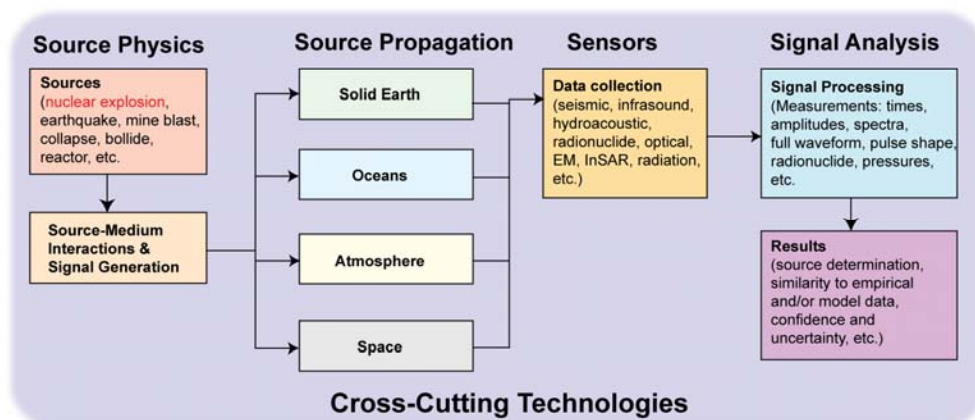 Source Physics
Sources
(nuclear explosion,
earthquake, mine blast,
collapse, bollide,
reactor, etc.
Source-Medium
Interactions &
Signal Generation
Source Propagation
Solid Earth
Oceans
Atmosphere
Space
Sensors
Data collection
(seismic, infrasound,
hydroacoustic,
radionuclide, optical,
EM, InSAR, radiation,
etc.)
Signal Analysis
Signal Processing
(Measurements: times,
amplitudes, spectra,
full waveform, pulse shape,
radionuclide, pressures,
etc.
Results
(source determination,
similarity to empirical
and/or model data,
confidence and
uncertainty, etc.)
Cross-Cutting Technologies